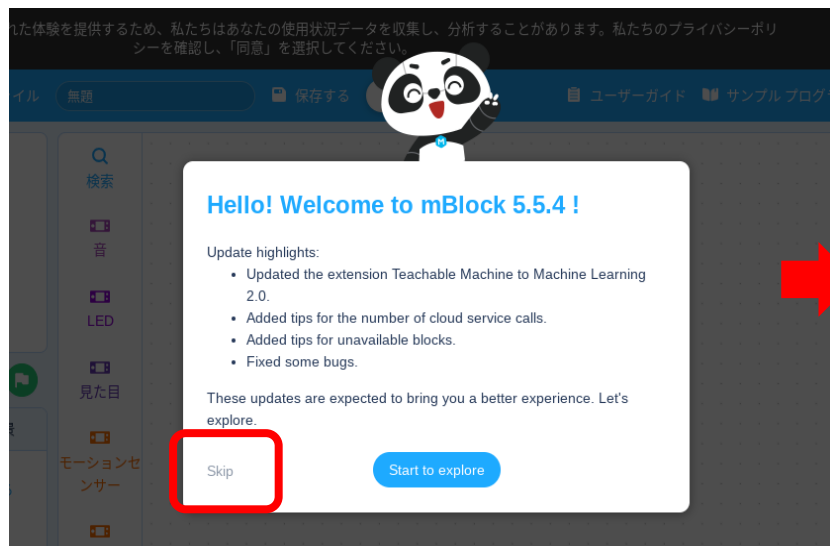 れた体験を提供するため、私たちはあなたの使用状況データを収集し、分析することがあります。私たちのプライバシーポリ
シーを確認し、「同意」を選択してください。
イル
無題
保存する
ユーザーガイド
サンプルプログラ
検索
音
LED
見た目
モーションセ
ンサー
M
Hello! Welcome to mBlock 5.5.4 !
Update highlights:
• Updated the extension Teachable Machine to Machine Learning
2.0.
• Added tips for the number of cloud service calls.
• Added tips for unavailable blocks.
• Fixed some bugs.
These updates are expected to bring you a better experience. Let's
explore.
Skip
Start to explore